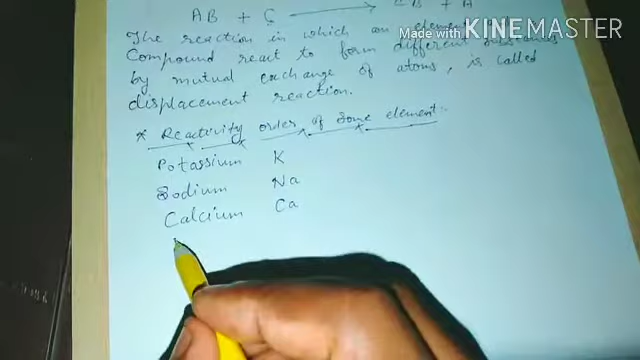 AB + C → B + A
Made with KINEMASTER
The reaction in which an element
Compound react to form different
by mutual exchange of atoms, is called
displacement reaction.
* Reactivity order of some element:-
Potassium K
Sodium Na
Calcium Ca